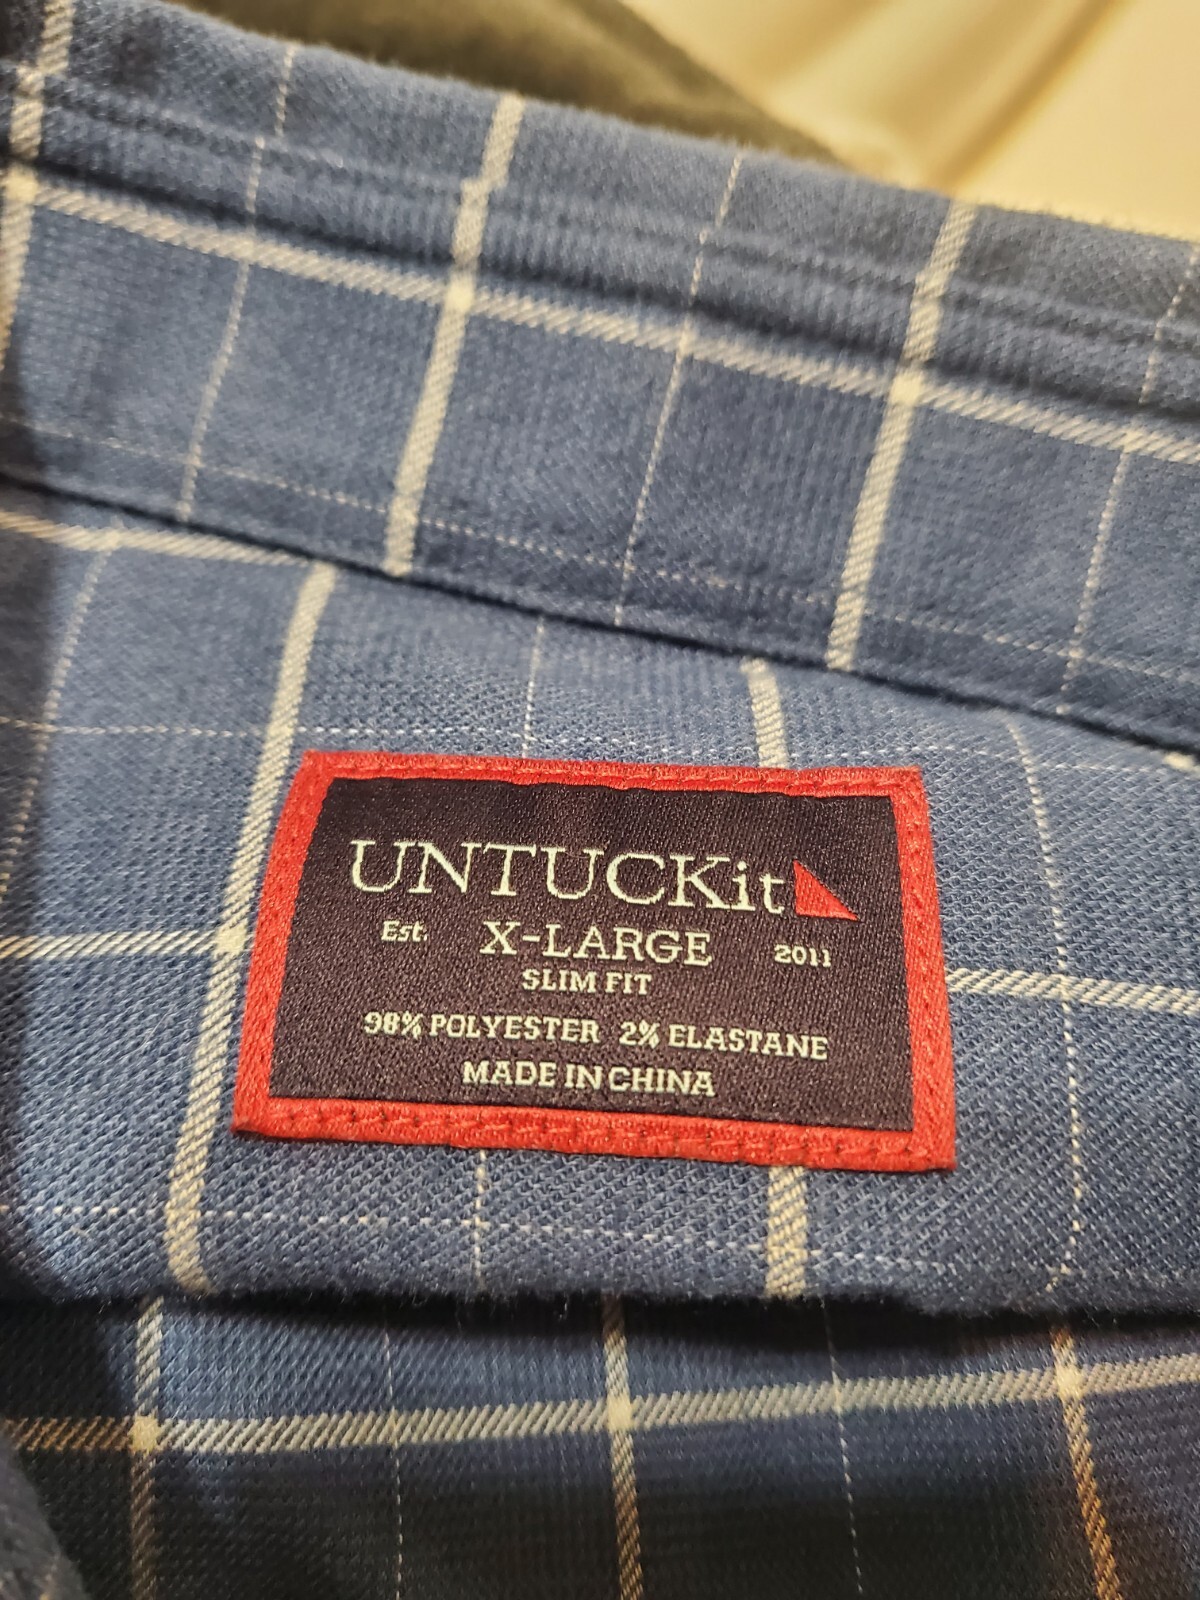 UNTUCKit
Est. X-LARGE 2011
SLIM FIT
98% POLYESTER 2% ELASTANE
MADE IN CHINA